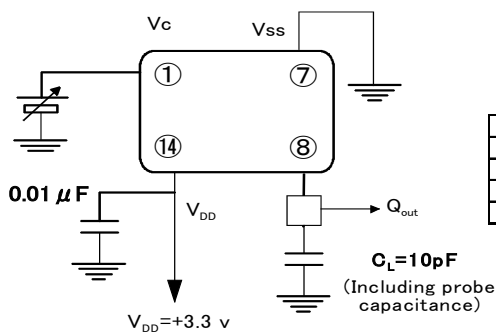 Vc
Vss
①
⑦
⑭
⑧
0.01 μF
VDD
Qout
CL=10pF
(Including probe
capacitance)
VDD=+3.3 v